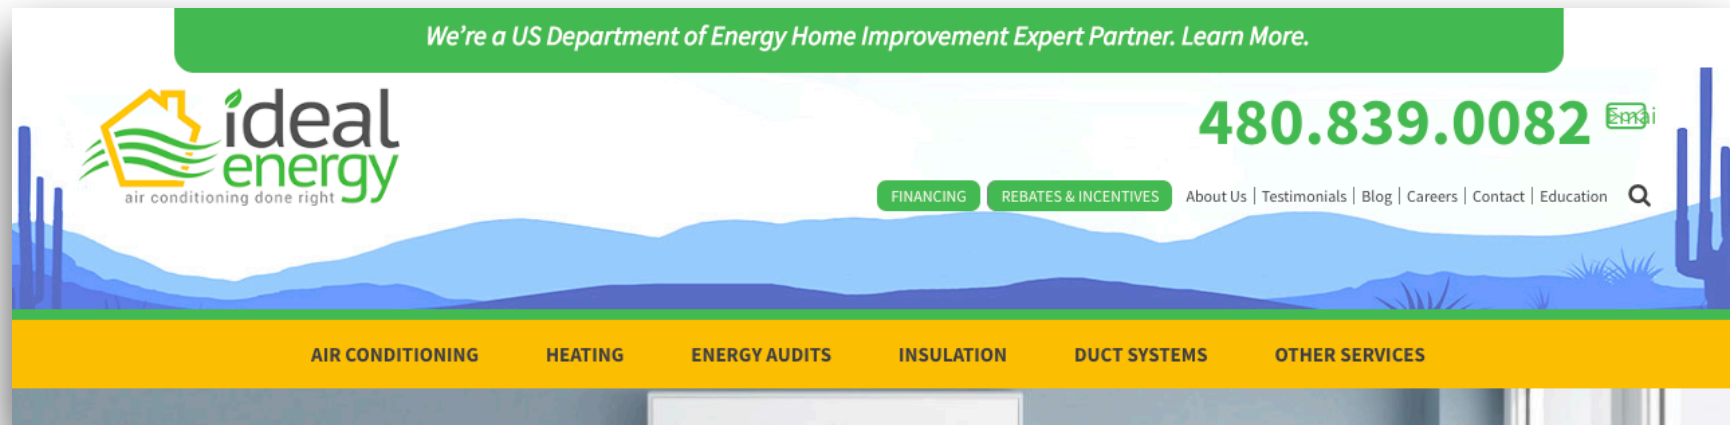 We're a US Department of Energy Home Improvement Expert Partner. Learn More.
ideal
energy
air conditioning done right
480.839.0082 Emai
FINANCING REBATES & INCENTIVES About Us | Testimonials | Blog | Careers | Contact | Education
AIR CONDITIONING HEATING ENERGY AUDITS INSULATION DUCT SYSTEMS OTHER SERVICES